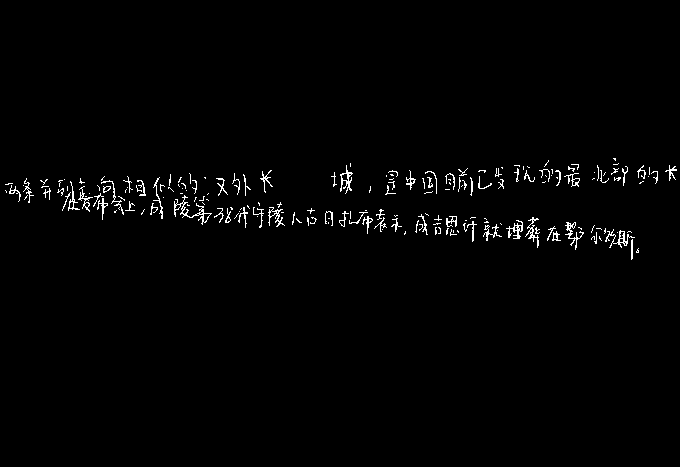 两条并列走向相似的汉外长城，是中国目前已发现的最北部的长
在发布会上，成陵第38代守陵人古日扎布表示，成吉思汗就埋葬在鄂尔多斯。